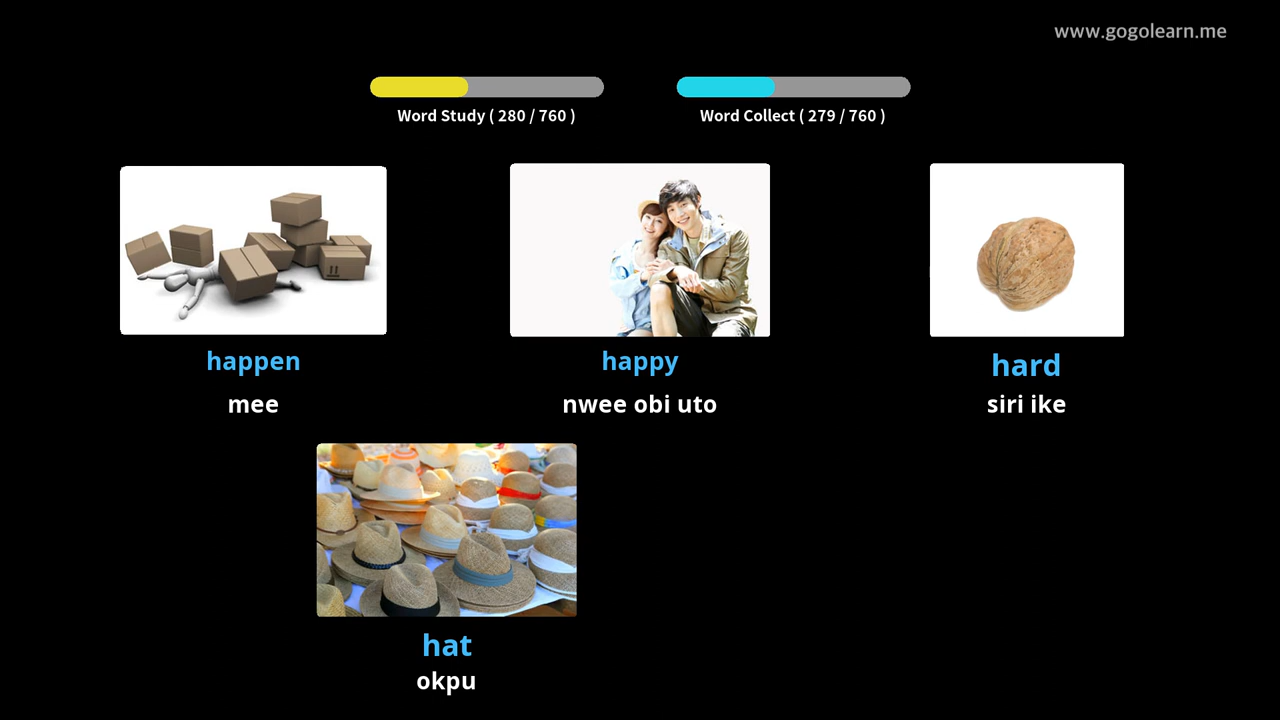 www.gogolearn.me
Word Study ( 280 / 760 )
Word Collect ( 279 / 760 )
happen
mee
happy
nwee obi uto
hard
siri ike
hat
okpu